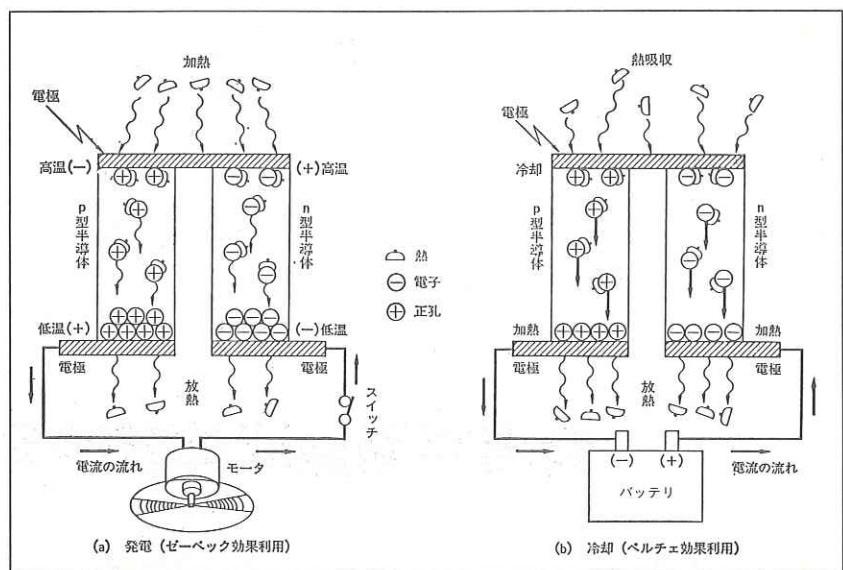 加熱
電極
高温(−)
(+)高温
p型半導体
n型半導体
低温(+)
(−)低温
電極
電極
放熱
スイッチ
電流の流れ
モータ
(a) 発電(ゼーベック効果利用)
熱
電子
正孔
熱吸収
電極
冷却
p型半導体
n型半導体
加熱
加熱
電極
電極
放熱
(−)
(+)
電流の流れ
バッテリ
(b) 冷却(ペルチェ効果利用)